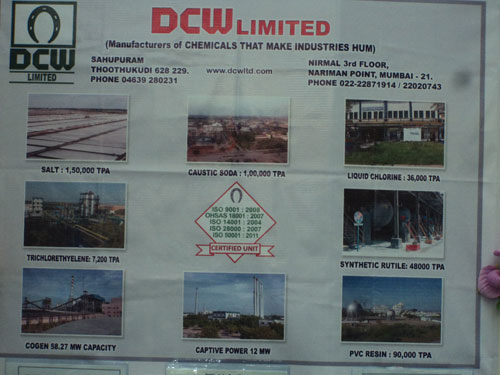 DCW LIMITED
(Manufacturers of CHEMICALS THAT MAKE INDUSTRIES HUM)
DCW
LIMITED
SAHUPURAM
THOOTHUKUDI 628 229.
PHONE 04639 280231
www.dcwltd.com
NIRMAL 3rd FLOOR,
NARIMAN POINT, MUMBAI - 21.
PHONE 022-22871914 / 22020743
SALT : 1,50,000 TPA
CAUSTIC SODA : 1,00,000 TPA
LIQUID CHLORINE : 36,000 TPA
TRICHLORETHYLENE: 7,200 TPA
ISO 9001 : 2008
OHSAS 18001 : 2007
ISO 14001 : 2004
ISO 28000 : 2007
ISO 50001 : 2011
CERTIFIED UNIT
SYNTHETIC RUTILE: 48000 TPA
COGEN 58.27 MW CAPACITY
CAPTIVE POWER 12 MW
PVC RESIN : 90,000 TPA